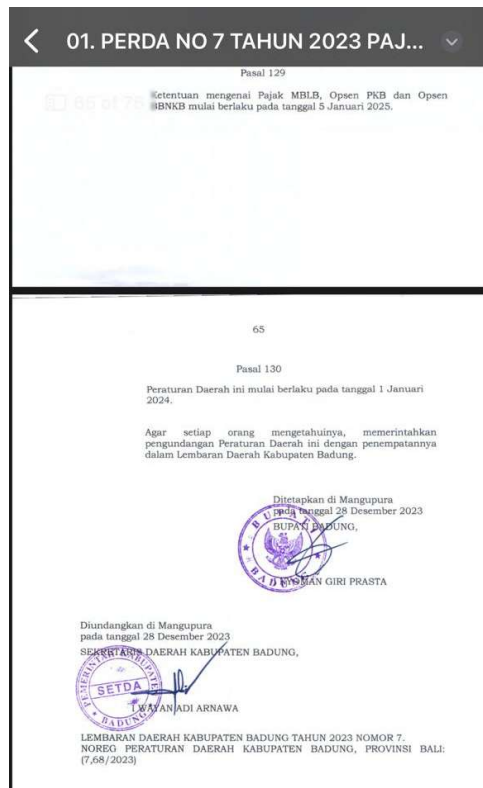 01. PERDA NO 7 TAHUN 2023 PAJ...
Pasal 129
Ketentuan mengenai Pajak MBLB, Opsen PKB dan Opsen
BBNKB mulai berlaku pada tanggal 5 Januari 2025.
65
Pasal 130
Peraturan Daerah ini mulai berlaku pada tanggal 1 Januari
2024.
Agar setiap orang mengetahuinya, memerintahkan
pengundangan Peraturan Daerah ini dengan penempatannya
dalam Lembaran Daerah Kabupaten Badung.
Ditetapkan di Mangupura
pada tanggal 28 Desember 2023
BUPATI BADUNG,
BUPATI
BADUNG
NYOMAN GIRI PRASTA
Diundangkan di Mangupura
pada tanggal 28 Desember 2023
SEKRETARIS DAERAH KABUPATEN BADUNG,
PEMERINTAH KABUPATEN
SETDA
BADUNG
I WAYAN ADI ARNAWA
LEMBARAN DAERAH KABUPATEN BADUNG TAHUN 2023 NOMOR 7.
NOREG PERATURAN DAERAH KABUPATEN BADUNG, PROVINSI BALI:
(7,68/2023)